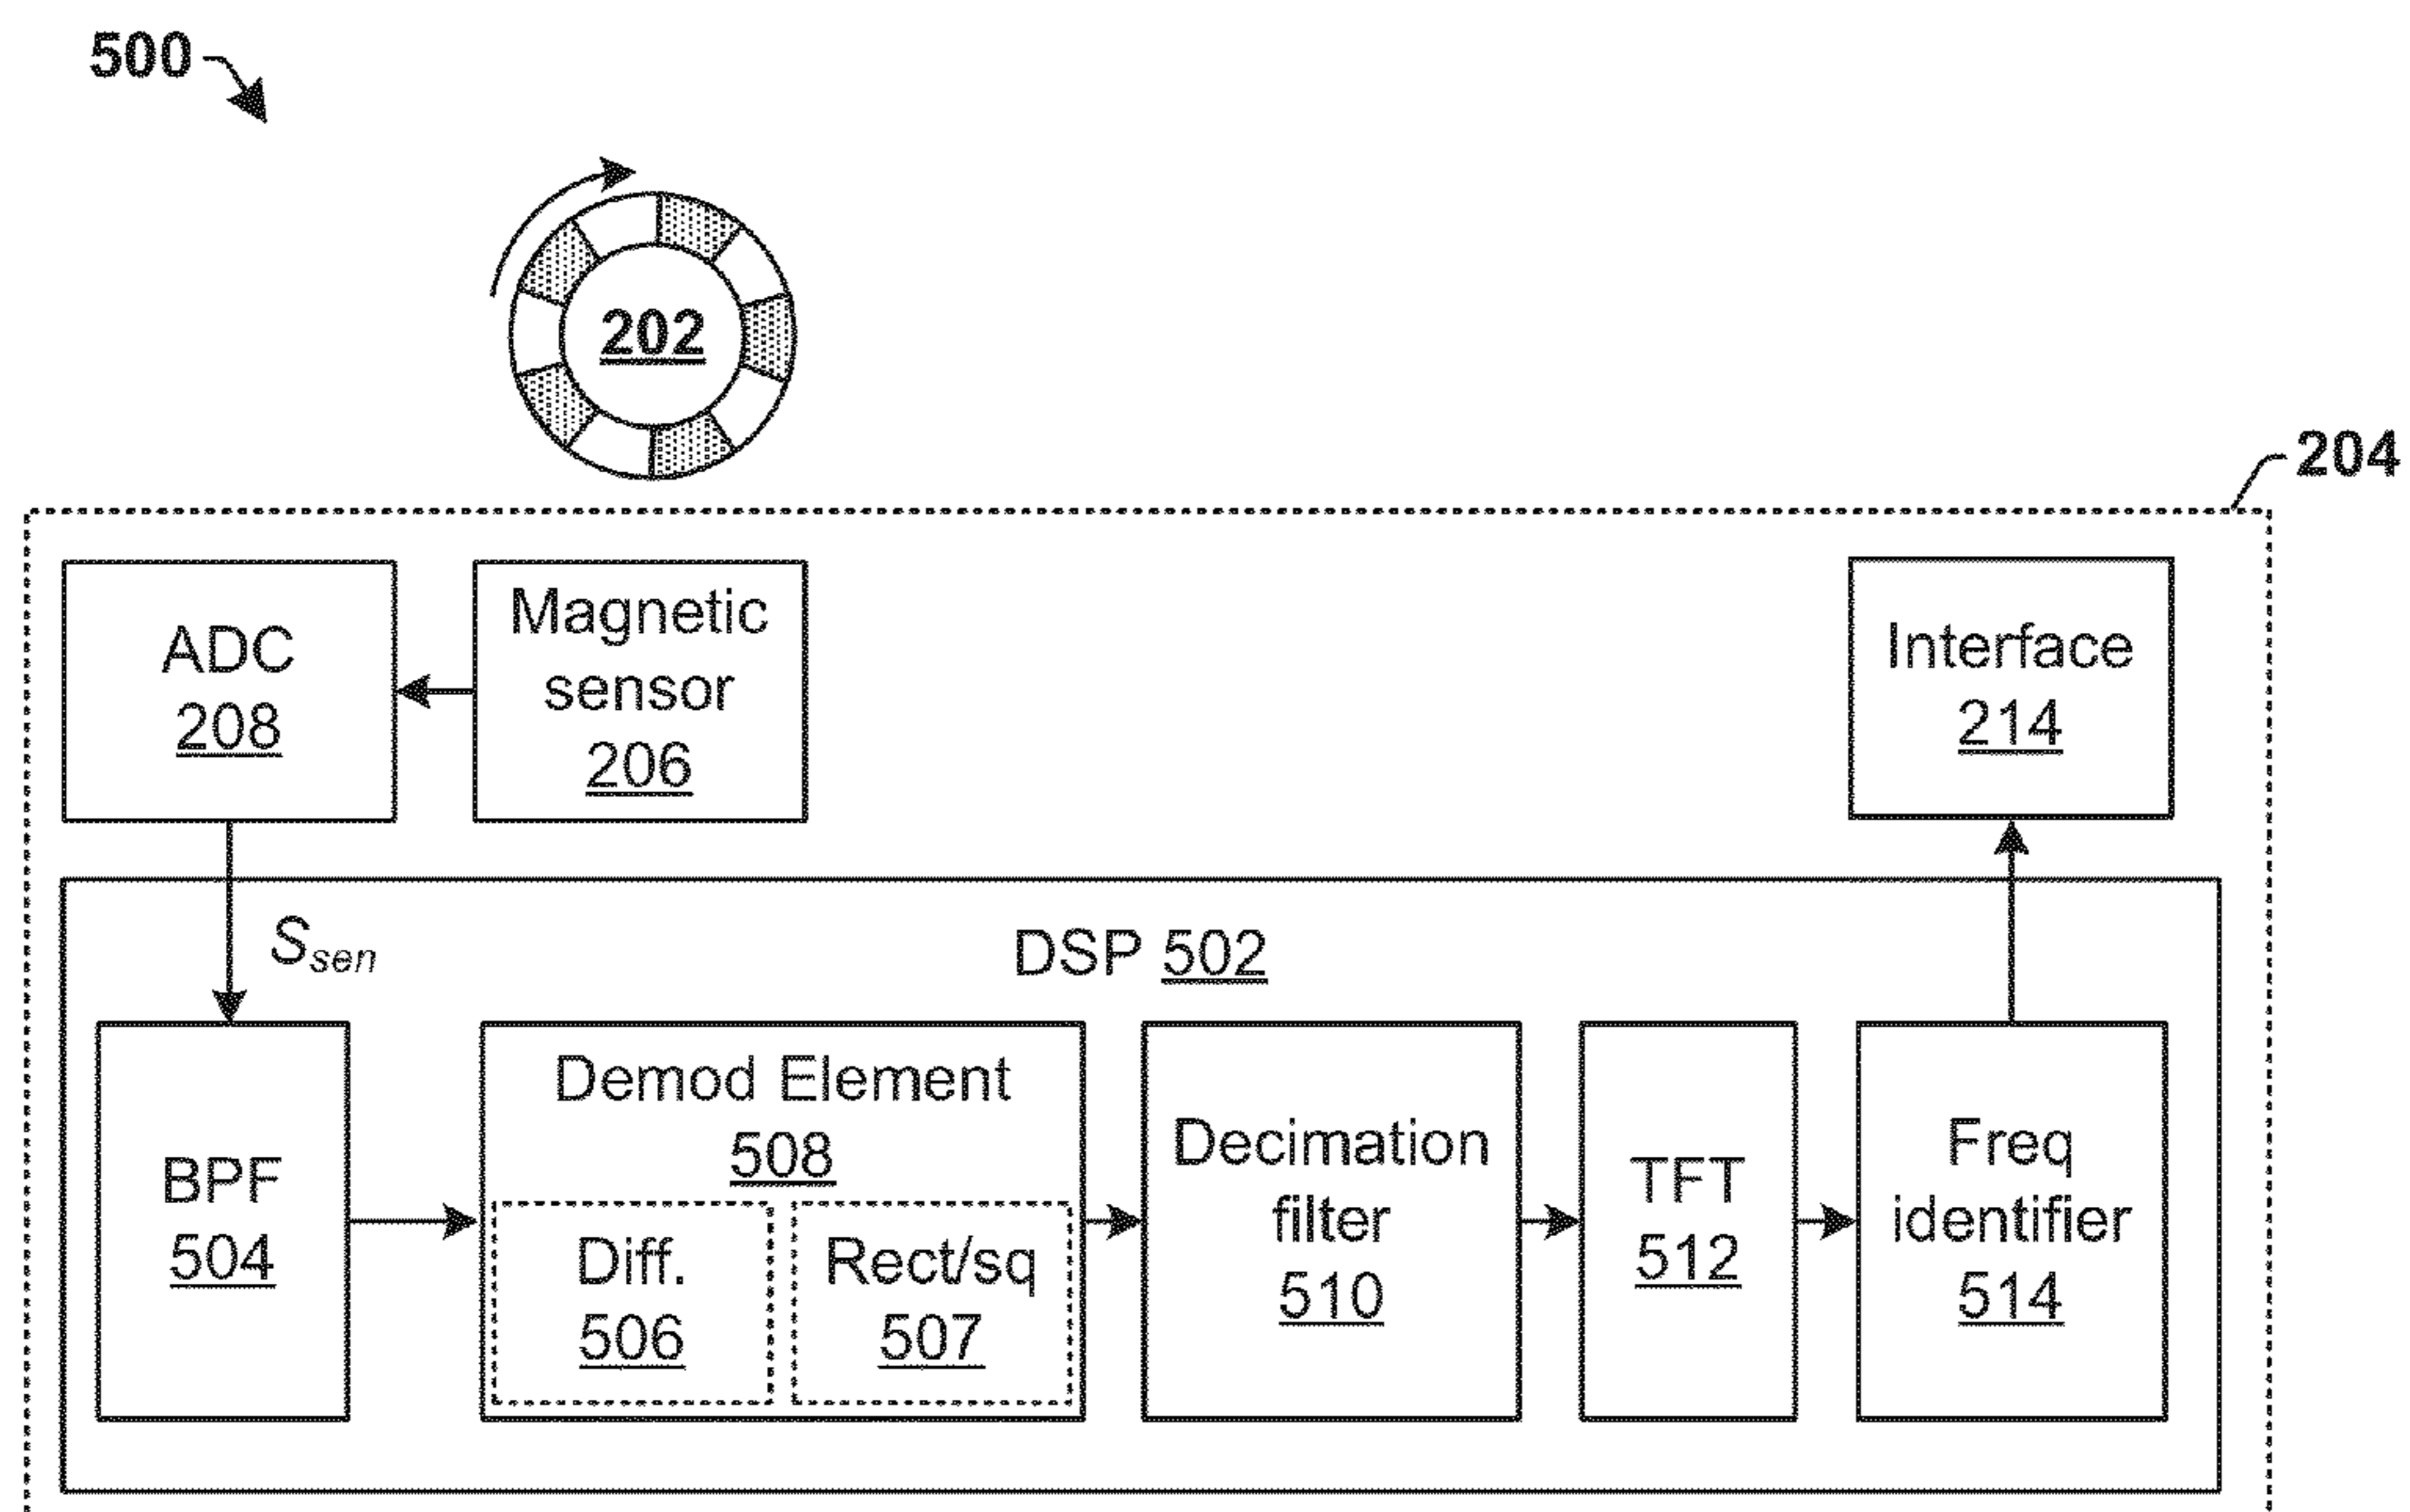 500
202
204
ADC
208
Magnetic
sensor
206
Interface
214
Ssen
DSP 502
BPF
504
Demod Element
508
Diff.
506
Rect/sq
507
Decimation
filter
510
TFT
512
Freq
identifier
514